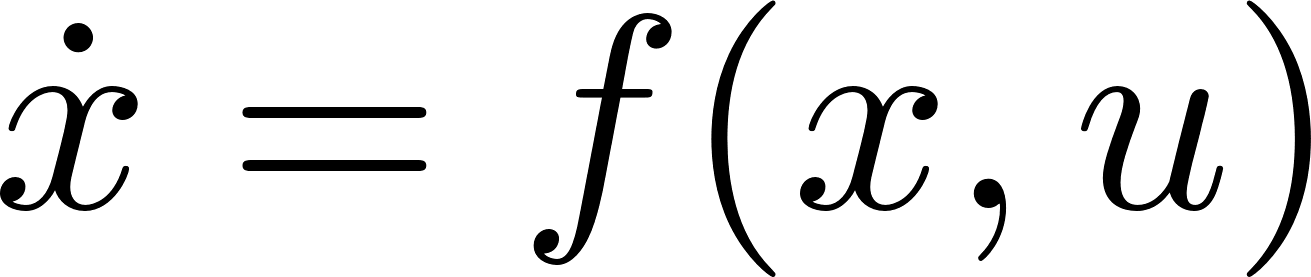 ẋ = f(x, u)